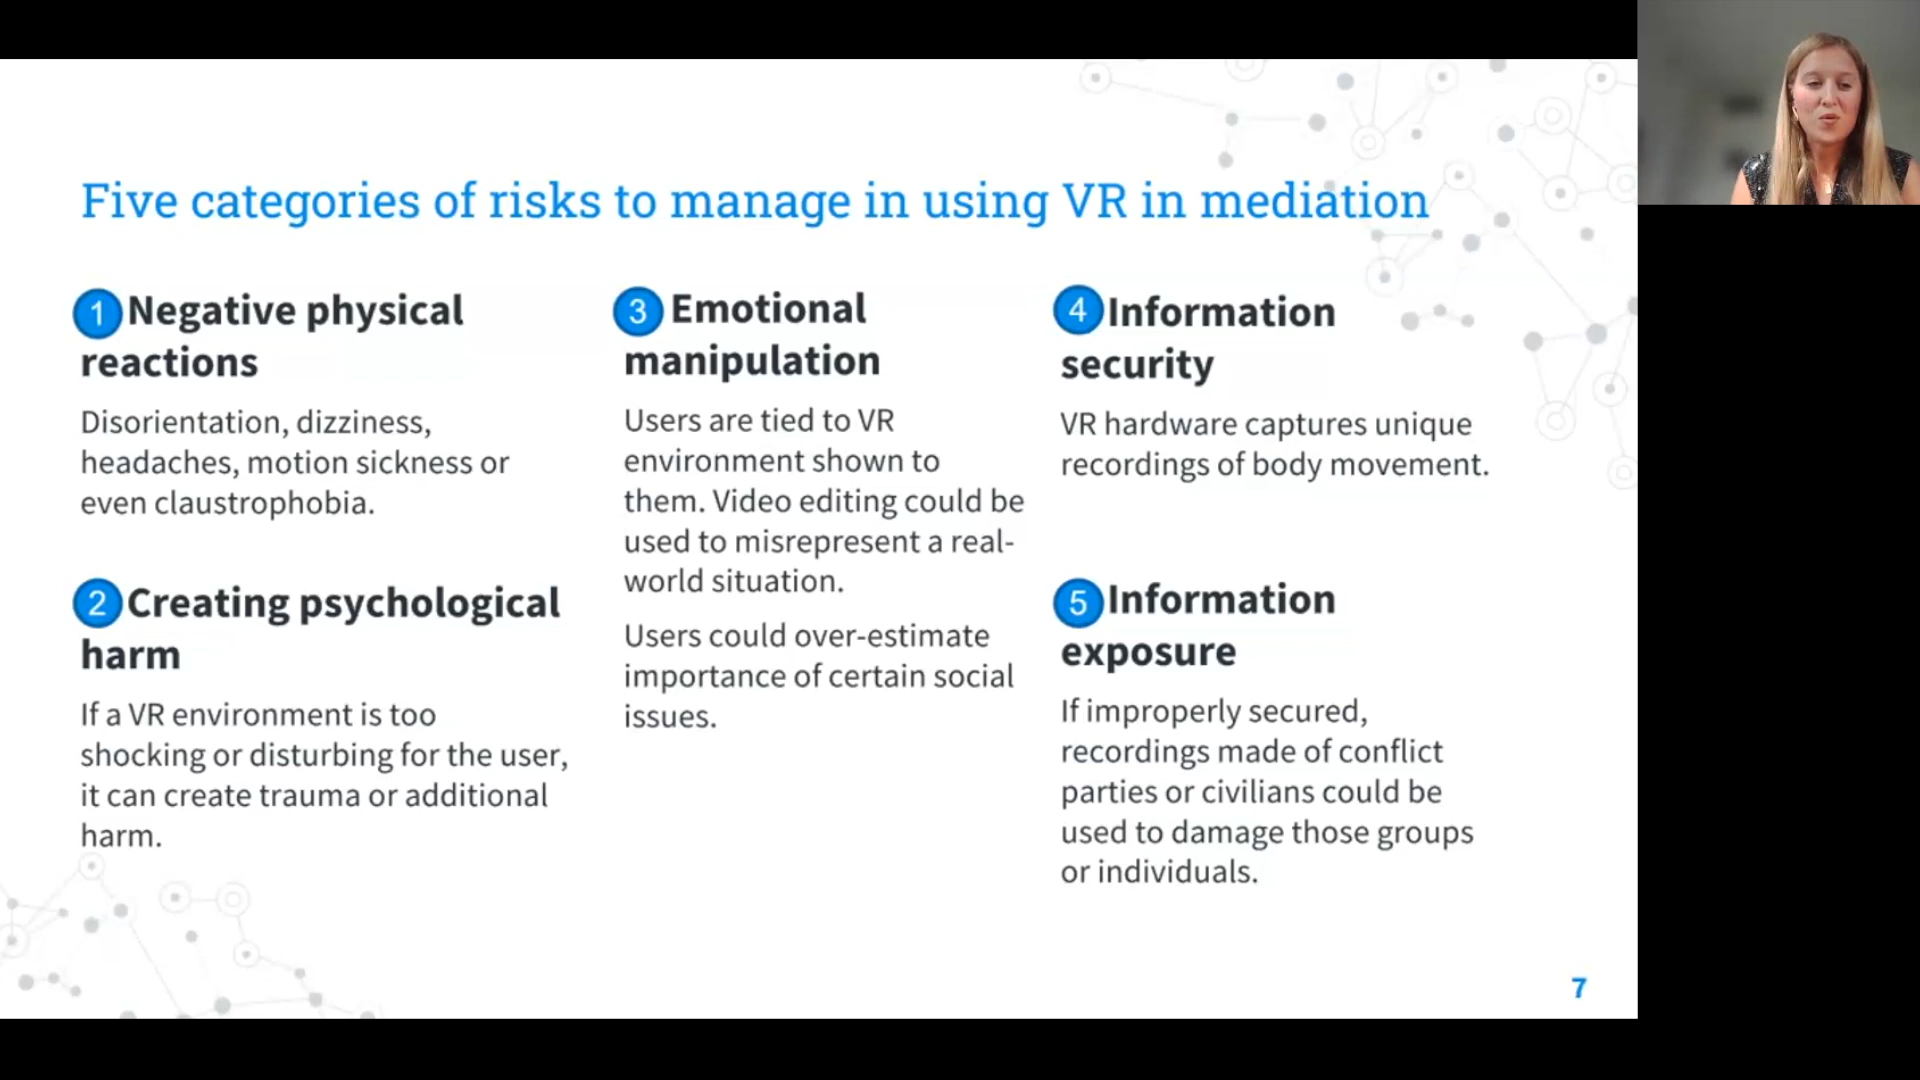 Five categories of risks to manage in using VR in mediation
1 Negative physical
reactions
Disorientation, dizziness,
headaches, motion sickness or
even claustrophobia.
2 Creating psychological
harm
If a VR environment is too
shocking or disturbing for the user,
it can create trauma or additional
harm.
3 Emotional
manipulation
Users are tied to VR
environment shown to
them. Video editing could be
used to misrepresent a real-
world situation.
Users could over-estimate
importance of certain social
issues.
4 Information
security
VR hardware captures unique
recordings of body movement.
5 Information
exposure
If improperly secured,
recordings made of conflict
parties or civilians could be
used to damage those groups
or individuals.
7